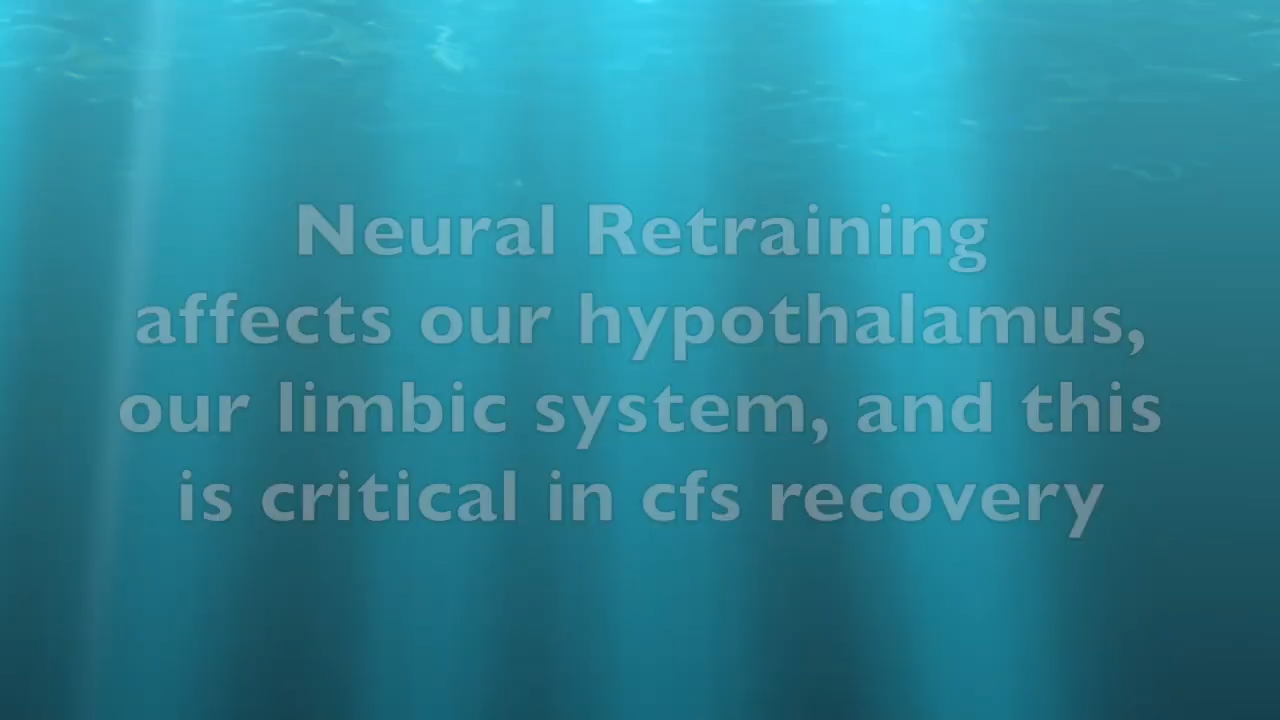 Neural Retraining
affects our hypothalamus,
our limbic system, and this
is critical in cfs recovery